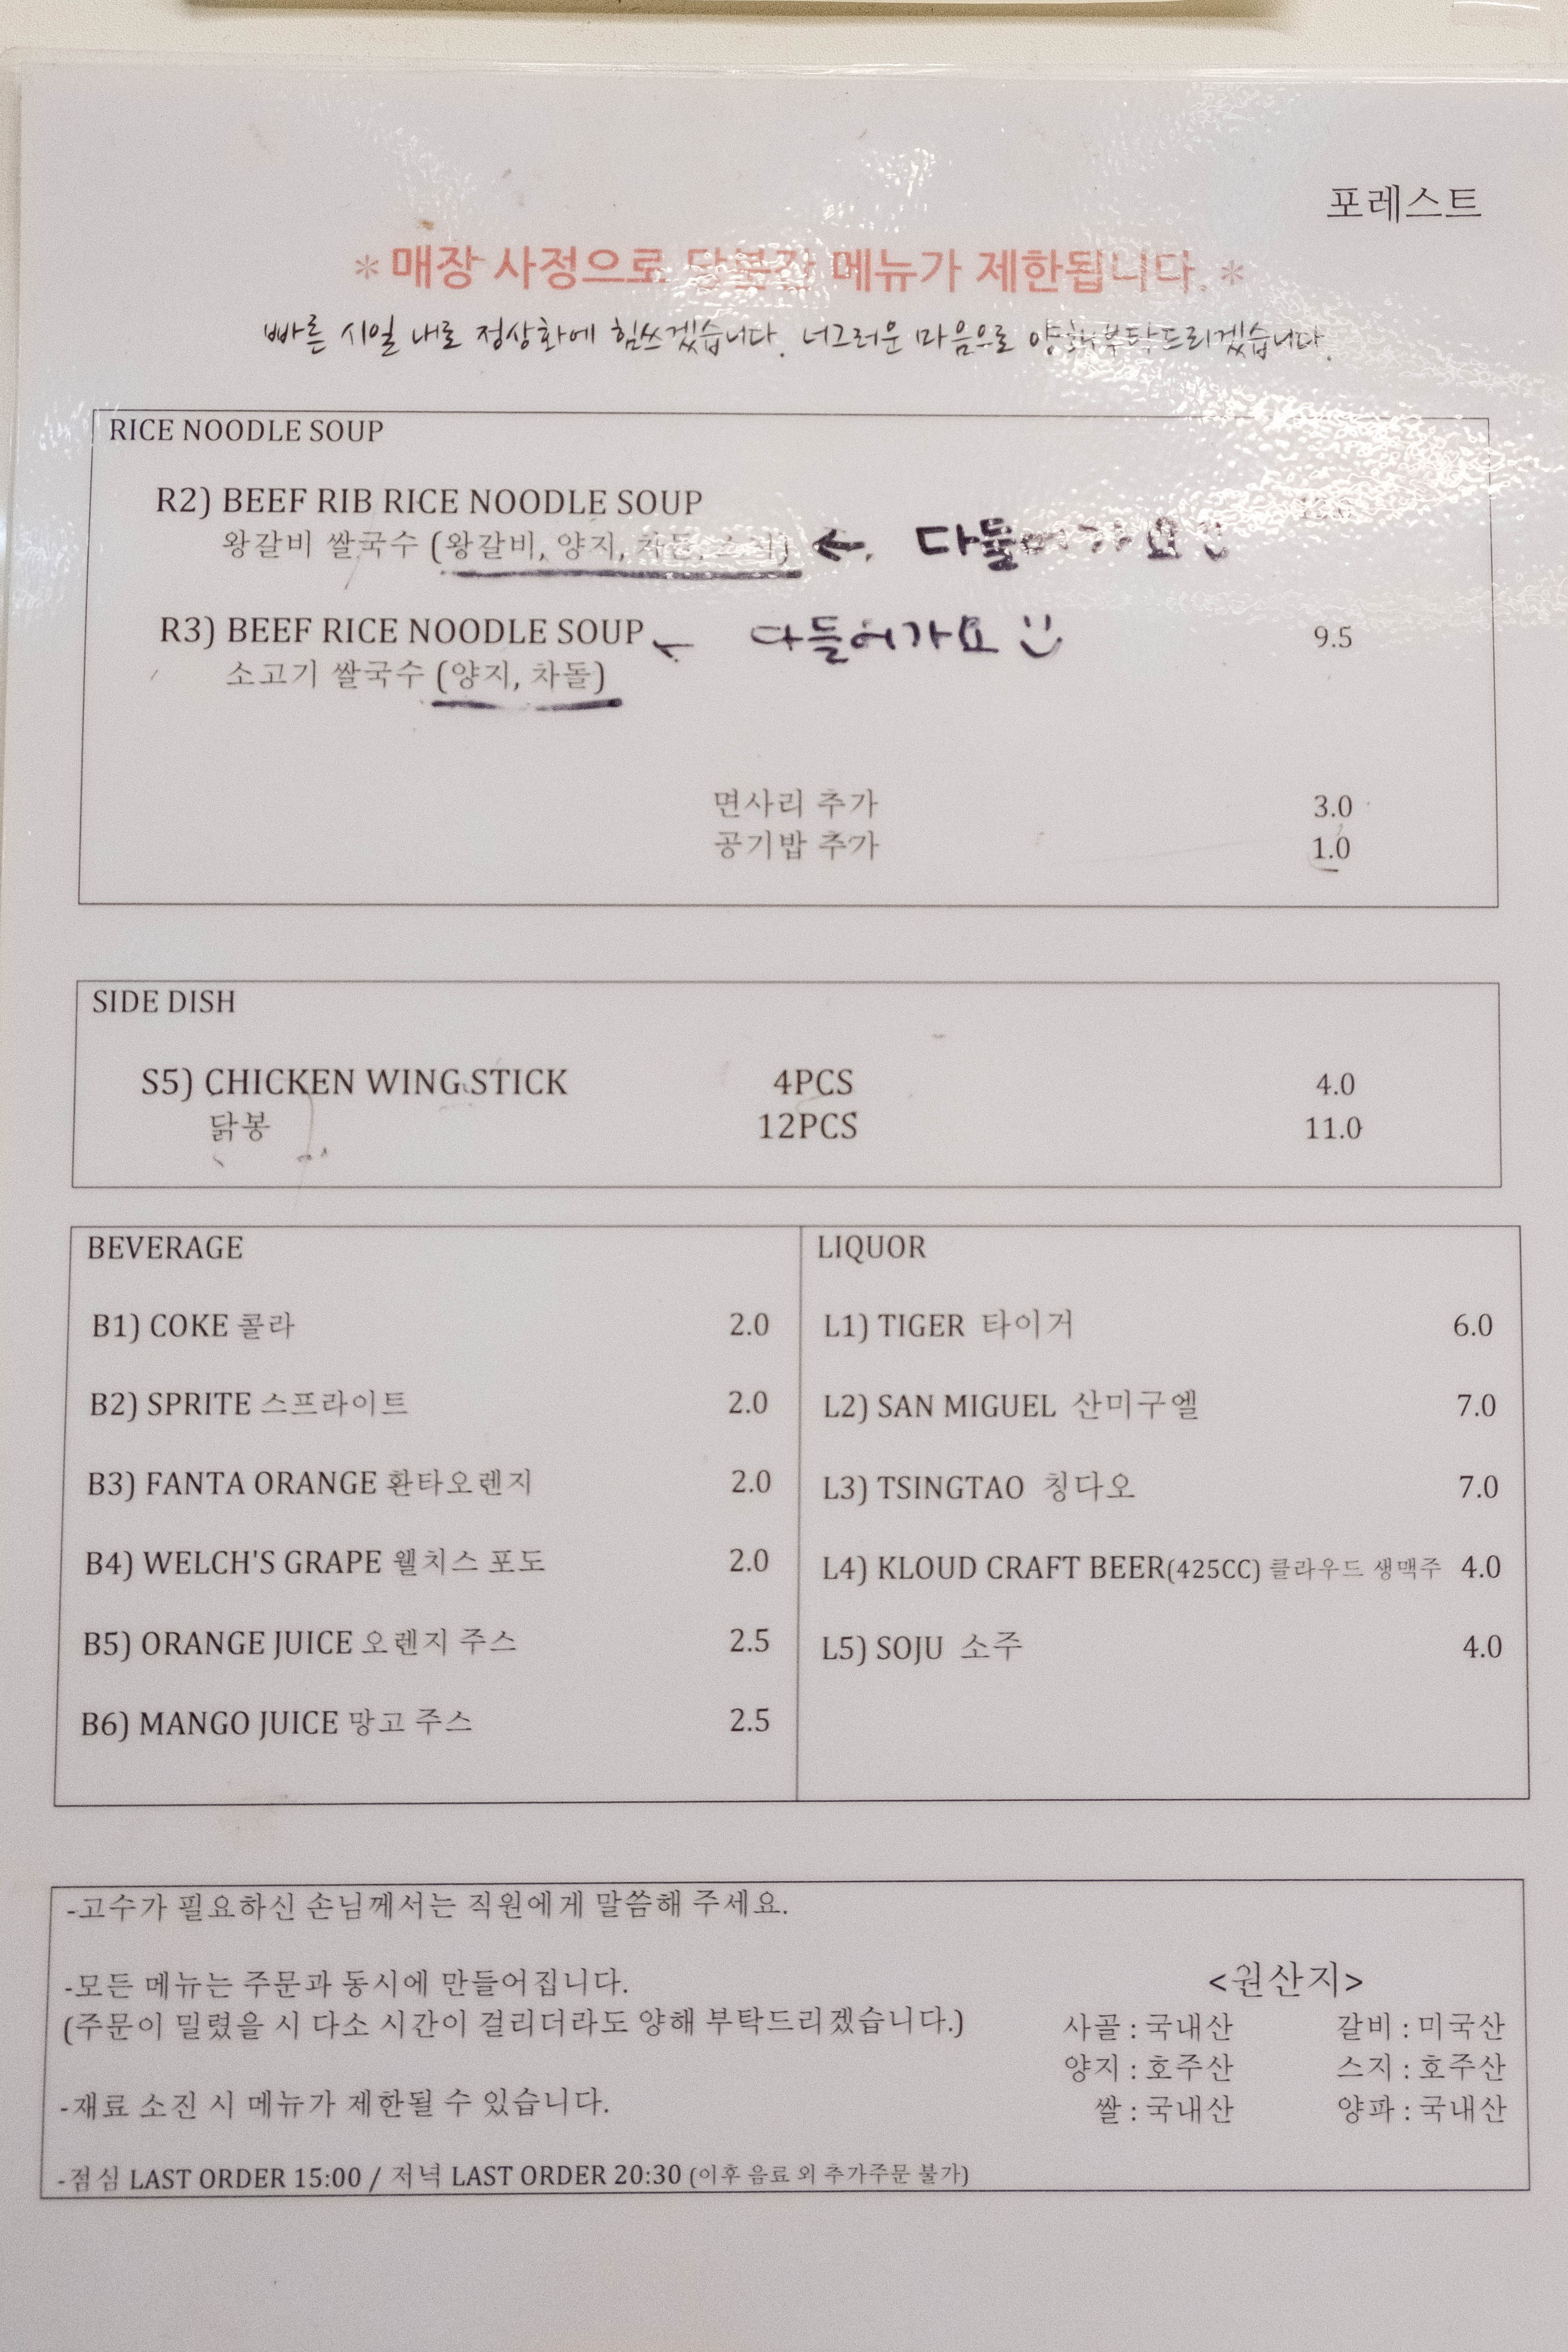 포레스트
*매장 사정으로 당분간 메뉴가 제한됩니다.*
빠른 시일 내로 정상화에 힘쓰겠습니다. 너그러운 마음으로 양해부탁드리겠습니다.
RICE NOODLE SOUP
R2) BEEF RIB RICE NOODLE SOUP
왕갈비 쌀국수 (왕갈비, 양지, 차돌, ← 다들어가요
R3) BEEF RICE NOODLE SOUP ← 다들어가요 :) 9.5
소고기 쌀국수 (양지, 차돌)
면사리 추가 3.0
공기밥 추가 1.0
SIDE DISH
S5) CHICKEN WING STICK 4PCS 4.0
닭봉 12PCS 11.0
BEVERAGE
B1) COKE 콜라 2.0
B2) SPRITE 스프라이트 2.0
B3) FANTA ORANGE 환타오렌지 2.0
B4) WELCH'S GRAPE 웰치스 포도 2.0
B5) ORANGE JUICE 오렌지 주스 2.5
B6) MANGO JUICE 망고 주스 2.5
LIQUOR
L1) TIGER 타이거 6.0
L2) SAN MIGUEL 산미구엘 7.0
L3) TSINGTAO 칭다오 7.0
L4) KLOUD CRAFT BEER(425CC) 클라우드 생맥주 4.0
L5) SOJU 소주 4.0
-고수가 필요하신 손님께서는 직원에게 말씀해 주세요.
-모든 메뉴는 주문과 동시에 만들어집니다.
(주문이 밀렸을 시 다소 시간이 걸리더라도 양해 부탁드리겠습니다.)
-재료 소진 시 메뉴가 제한될 수 있습니다.
-점심 LAST ORDER 15:00 / 저녁 LAST ORDER 20:30 (이후 음료 외 추가주문 불가)
<원산지>
사골 : 국내산 갈비 : 미국산
양지 : 호주산 스지 : 호주산
쌀 : 국내산 양파 : 국내산